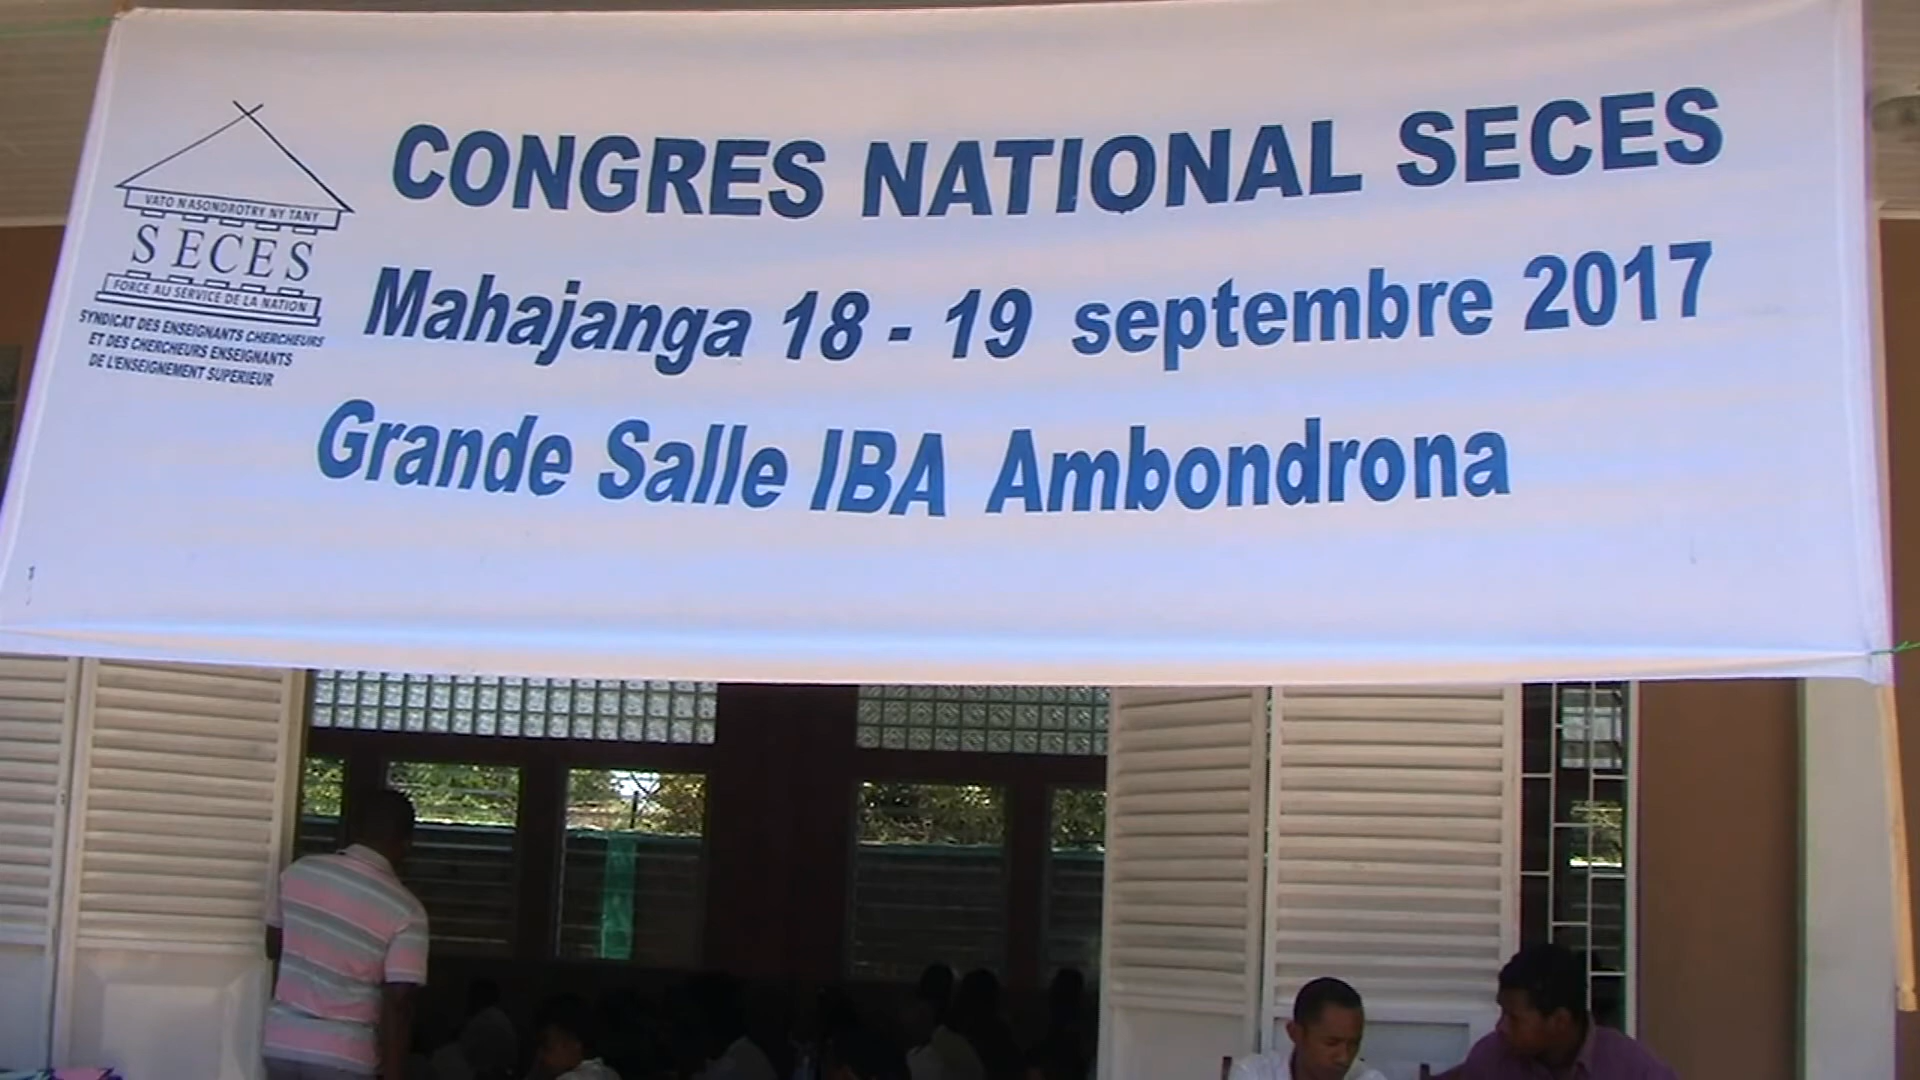 CONGRES NATIONAL SECES
Mahajanga 18 - 19 septembre 2017
Grande Salle IBA Ambondrona
VATO NASONDROTRY NY TANY
SECES
FORCE AU SERVICE DE LA NATION
SYNDICAT DES ENSEIGNANTS CHERCHEURS
ET DES CHERCHEURS ENSEIGNANTS
DE L'ENSEIGNEMENT SUPERIEUR